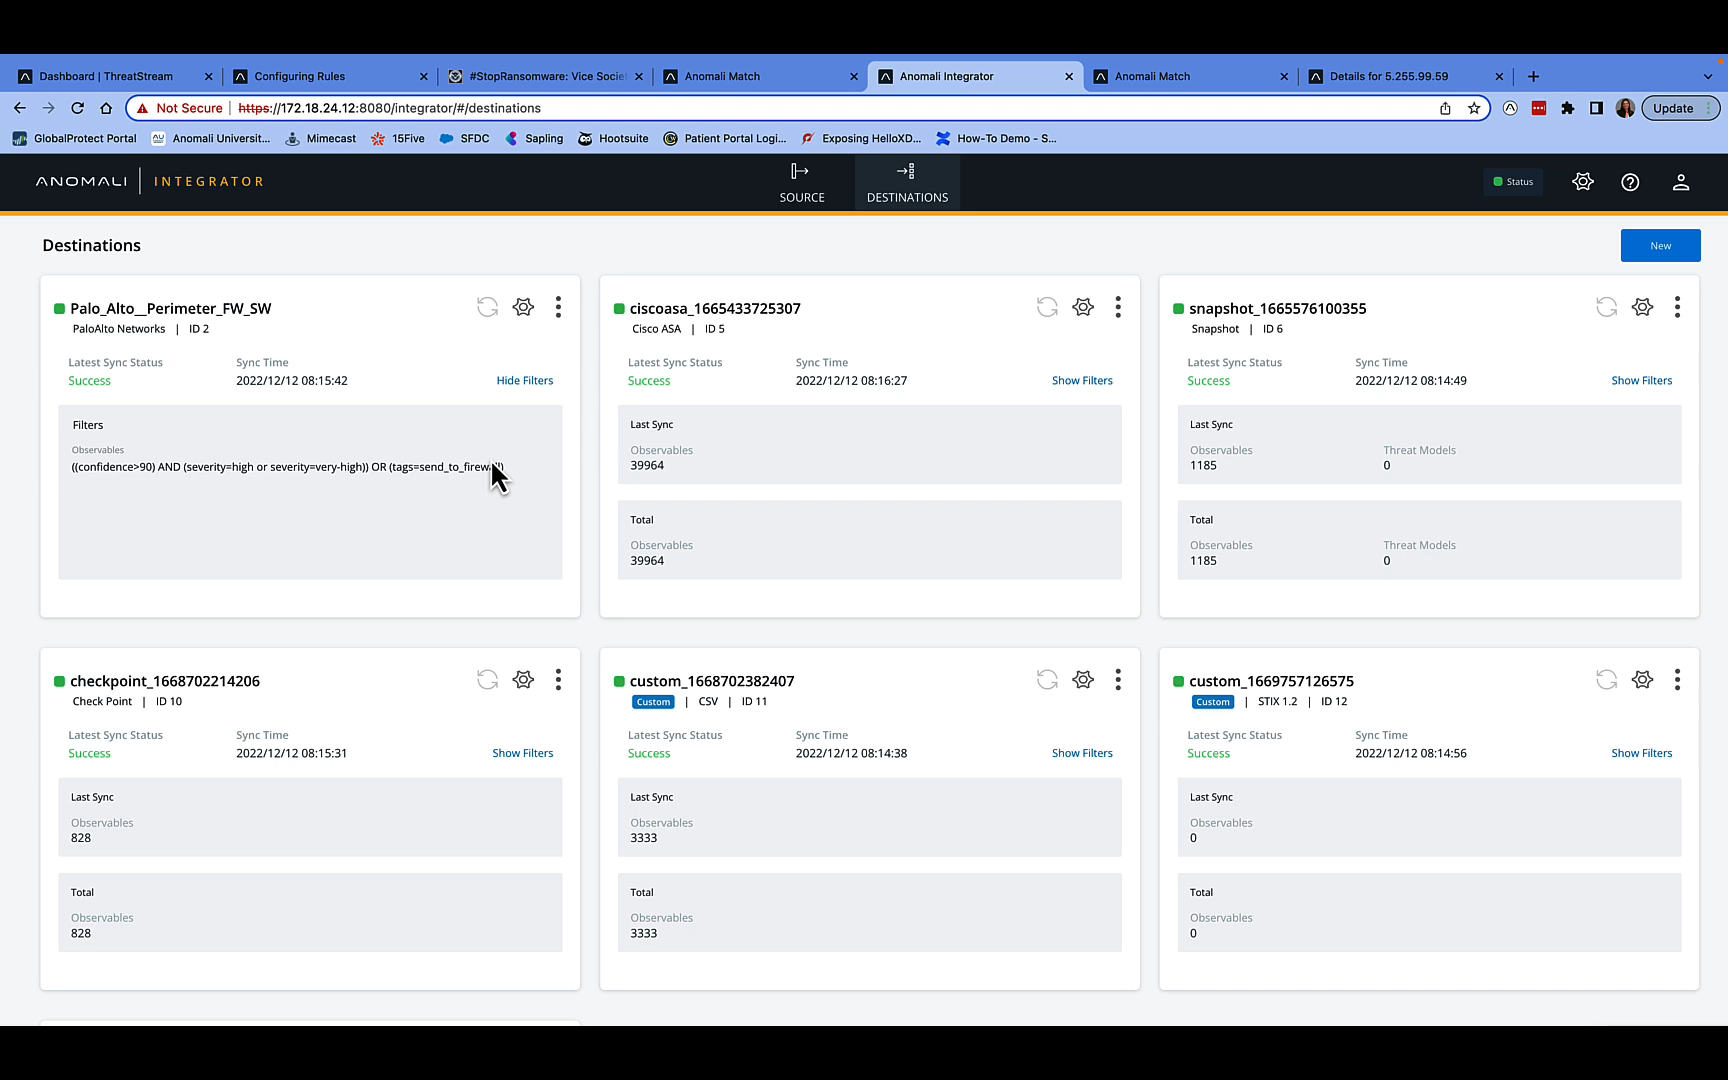 Dashboard | ThreatStream
Configuring Rules
#StopRansomware: Vice Societ
Anomali Match
Anomali Integrator
Anomali Match
Details for 5.255.99.59
Not Secure | https://172.18.24.12:8080/integrator/#/destinations
Update
GlobalProtect Portal
Anomali Universit...
Mimecast
15Five
SFDC
Sapling
Hootsuite
Patient Portal Logi...
Exposing HelloXD...
How-To Demo - S...
ANOMALI | INTEGRATOR
SOURCE
DESTINATIONS
Status
Destinations
New
Palo_Alto__Perimeter_FW_SW
PaloAlto Networks | ID 2
Latest Sync Status Sync Time
Success 2022/12/12 08:15:42 Hide Filters
Filters
Observables
((confidence>90) AND (severity=high or severity=very-high)) OR (tags=send_to_firewall)
ciscoasa_1665433725307
Cisco ASA | ID 5
Latest Sync Status Sync Time
Success 2022/12/12 08:16:27 Show Filters
Last Sync
Observables
39964
Total
Observables
39964
snapshot_1665576100355
Snapshot | ID 6
Latest Sync Status Sync Time
Success 2022/12/12 08:14:49 Show Filters
Last Sync
Observables Threat Models
1185 0
Total
Observables Threat Models
1185 0
checkpoint_1668702214206
Check Point | ID 10
Latest Sync Status Sync Time
Success 2022/12/12 08:15:31 Show Filters
Last Sync
Observables
828
Total
Observables
828
custom_1668702382407
Custom | CSV | ID 11
Latest Sync Status Sync Time
Success 2022/12/12 08:14:38 Show Filters
Last Sync
Observables
3333
Total
Observables
3333
custom_1669757126575
Custom | STIX 1.2 | ID 12
Latest Sync Status Sync Time
Success 2022/12/12 08:14:56 Show Filters
Last Sync
Observables
0
Total
Observables
0